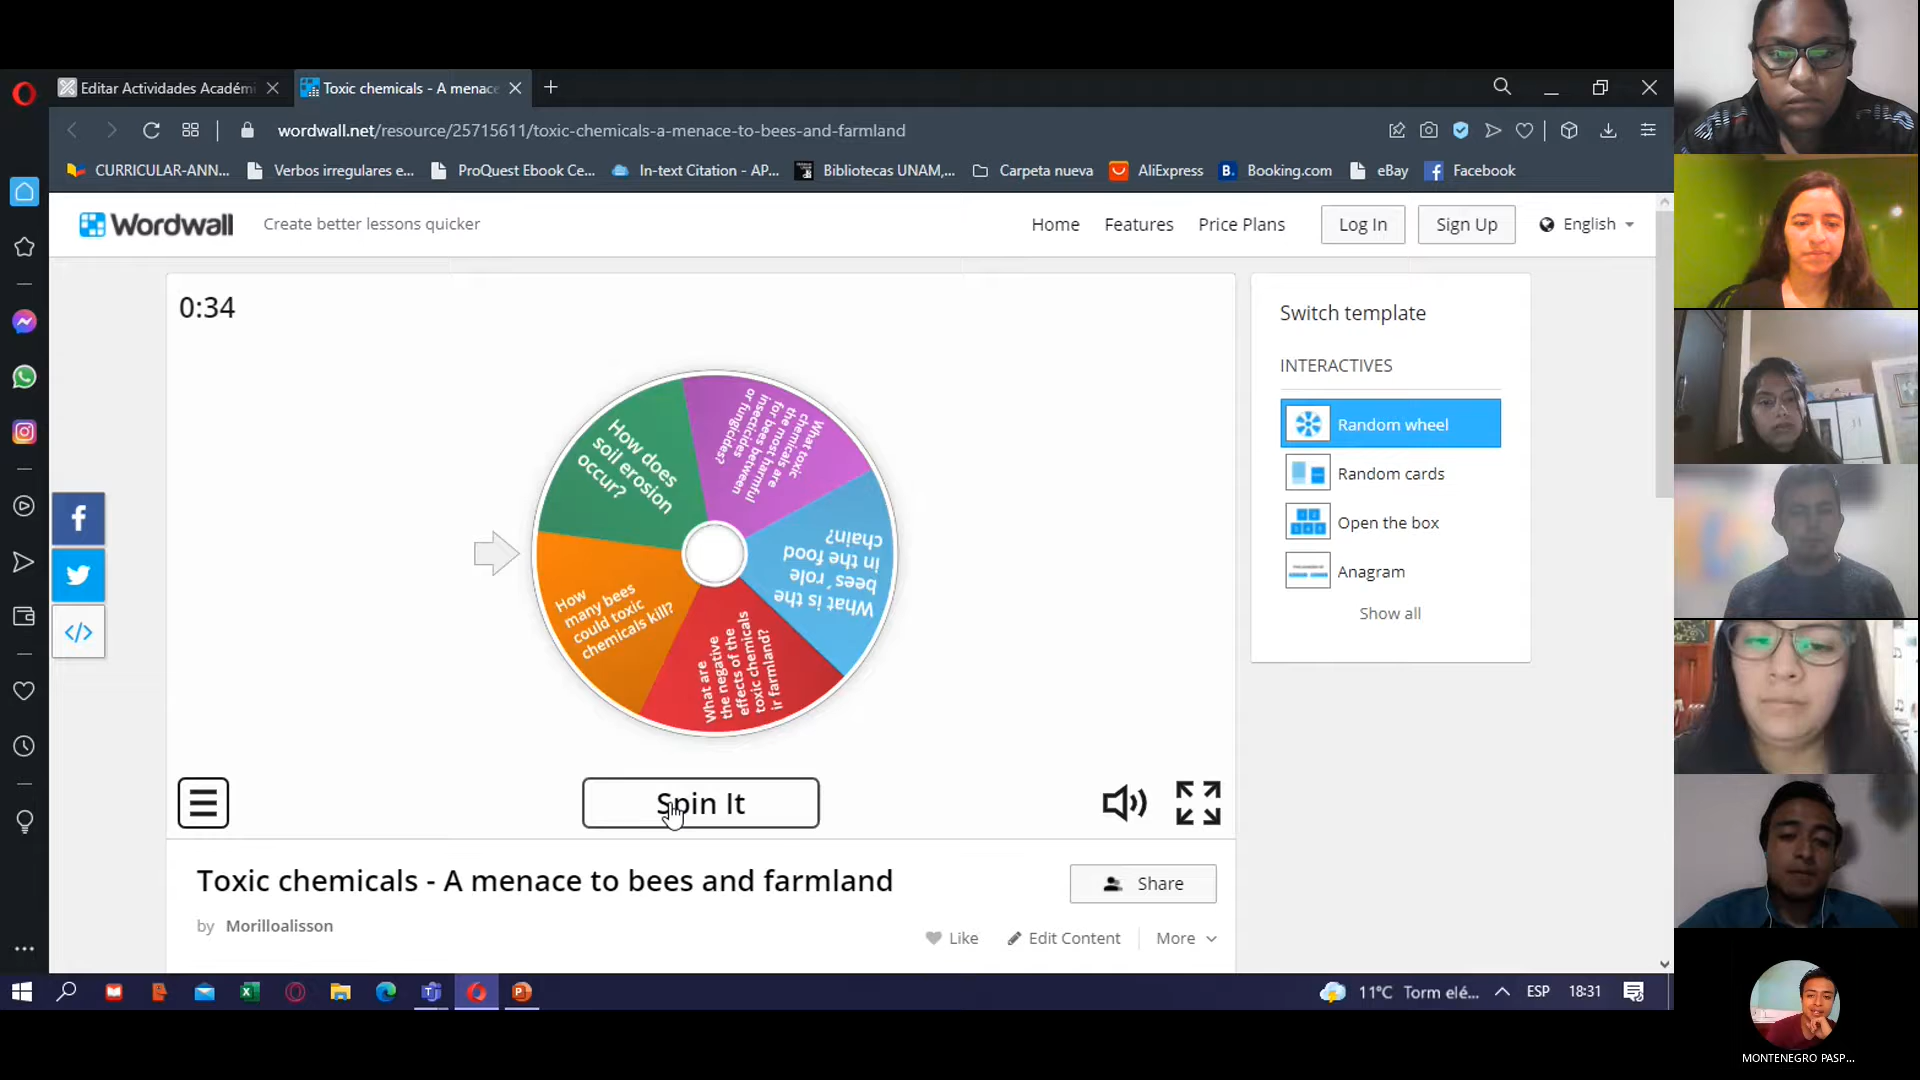 Editar Actividades Académi
Toxic chemicals - A menace
wordwall.net/resource/25715611/toxic-chemicals-a-menace-to-bees-and-farmland
CURRICULAR-ANN...
Verbos irregulares e...
ProQuest Ebook Ce...
In-text Citation - AP...
Bibliotecas UNAM,...
Carpeta nueva
AliExpress
Booking.com
eBay
Facebook
Wordwall
Create better lessons quicker
Home
Features
Price Plans
Log In
Sign Up
English
0:34
How does
soil erosion
occur?
What toxic
chemicals are
the most harmful
for bees between
insecticides
or fungicides?
What is the
bees´ role
in the food
chain?
What are
the negative
effects of the
toxic chemicals
ir farmland?
How
many bees
could toxic
chemicals kill?
Spin It
Switch template
INTERACTIVES
Random wheel
Random cards
Open the box
Anagram
Show all
Toxic chemicals - A menace to bees and farmland
by Morilloalisson
Share
Like
Edit Content
More
11°C Torm elé...
ESP
18:31
MONTENEGRO PASP...